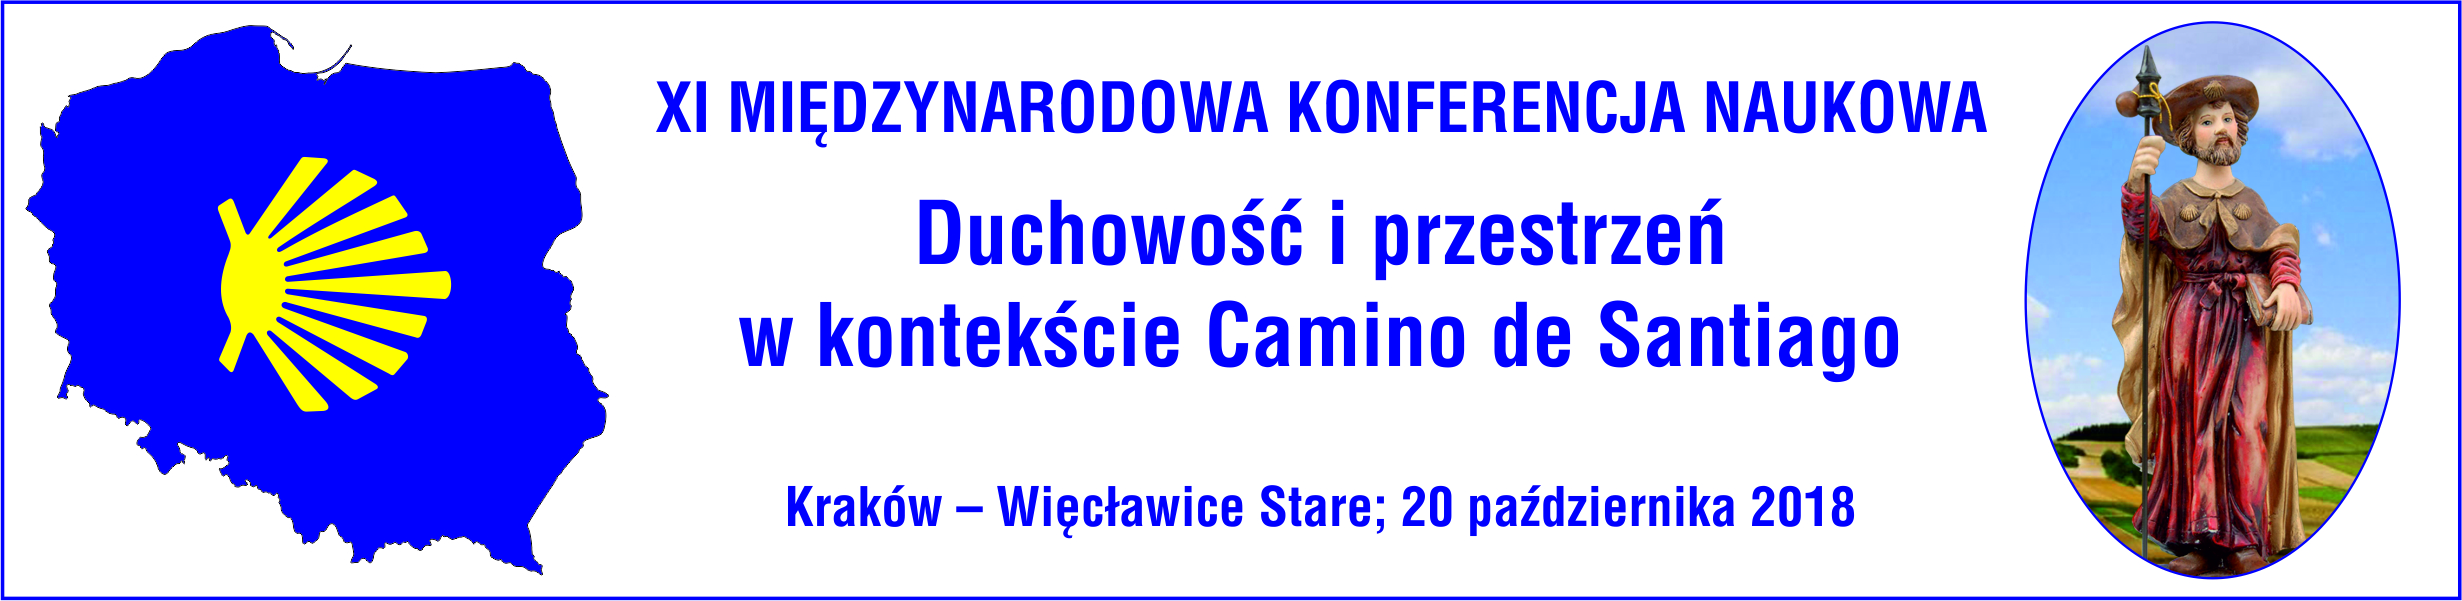 XI MIĘDZYNARODOWA KONFERENCJA NAUKOWA
Duchowość i przestrzeń
w kontekście Camino de Santiago
Kraków – Więcławice Stare; 20 października 2018